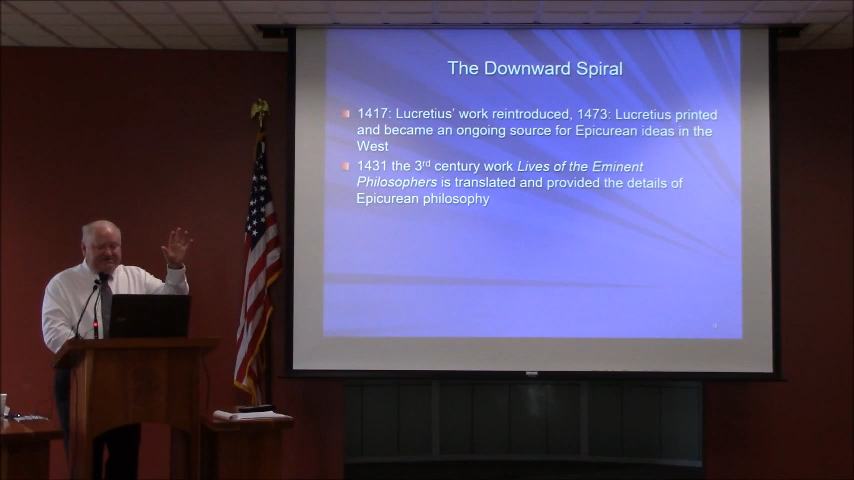 The Downward Spiral
1417: Lucretius' work reintroduced, 1473: Lucretius printed
and became an ongoing source for Epicurean ideas in the
West
1431 the 3rd century work Lives of the Eminent
Philosophers is translated and provided the details of
Epicurean philosophy